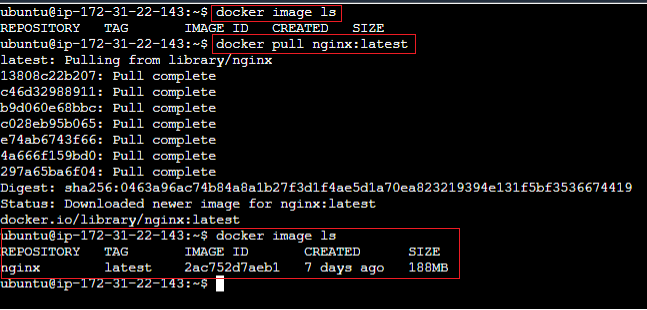 ubuntu@ip-172-31-22-143:~$ docker image ls
REPOSITORY TAG IMAGE ID CREATED SIZE
ubuntu@ip-172-31-22-143:~$ docker pull nginx:latest
latest: Pulling from library/nginx
13808c22b207: Pull complete
c46d32988911: Pull complete
b9d060e68bbc: Pull complete
c028eb95b065: Pull complete
e74ab6743f66: Pull complete
4a666f159bd0: Pull complete
297a65ba6f04: Pull complete
Digest: sha256:0463a96ac74b84a8a1b27f3d1f4ae5d1a70ea823219394e131f5bf3536674419
Status: Downloaded newer image for nginx:latest
docker.io/library/nginx:latest
ubuntu@ip-172-31-22-143:~$ docker image ls
REPOSITORY TAG IMAGE ID CREATED SIZE
nginx latest 2ac752d7aeb1 7 days ago 188MB
ubuntu@ip-172-31-22-143:~$